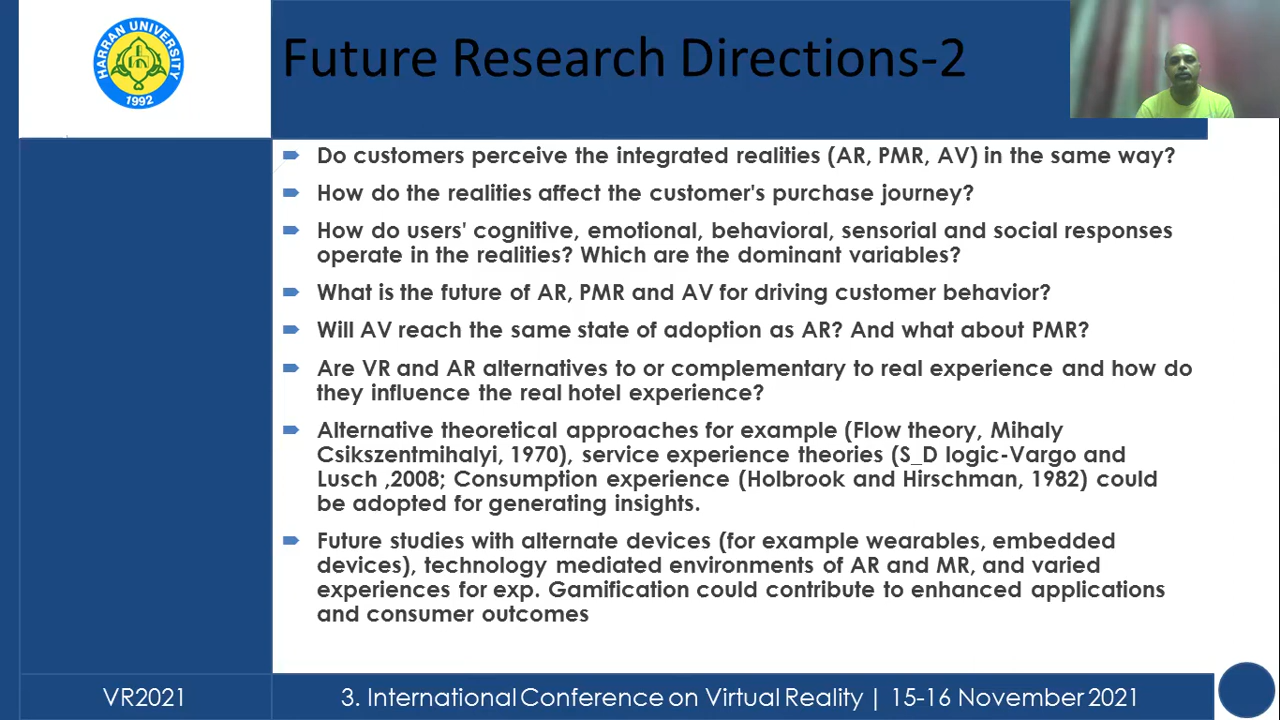 HARRAN UNIVERSITY
1992
Future Research Directions-2
Do customers perceive the integrated realities (AR, PMR, AV) in the same way?
How do the realities affect the customer's purchase journey?
How do users' cognitive, emotional, behavioral, sensorial and social responses
operate in the realities? Which are the dominant variables?
What is the future of AR, PMR and AV for driving customer behavior?
Will AV reach the same state of adoption as AR? And what about PMR?
Are VR and AR alternatives to or complementary to real experience and how do
they influence the real hotel experience?
Alternative theoretical approaches for example (Flow theory, Mihaly
Csikszentmihalyi, 1970), service experience theories (S_D logic-Vargo and
Lusch ,2008; Consumption experience (Holbrook and Hirschman, 1982) could
be adopted for generating insights.
Future studies with alternate devices (for example wearables, embedded
devices), technology mediated environments of AR and MR, and varied
experiences for exp. Gamification could contribute to enhanced applications
and consumer outcomes
VR2021
3. International Conference on Virtual Reality | 15-16 November 2021